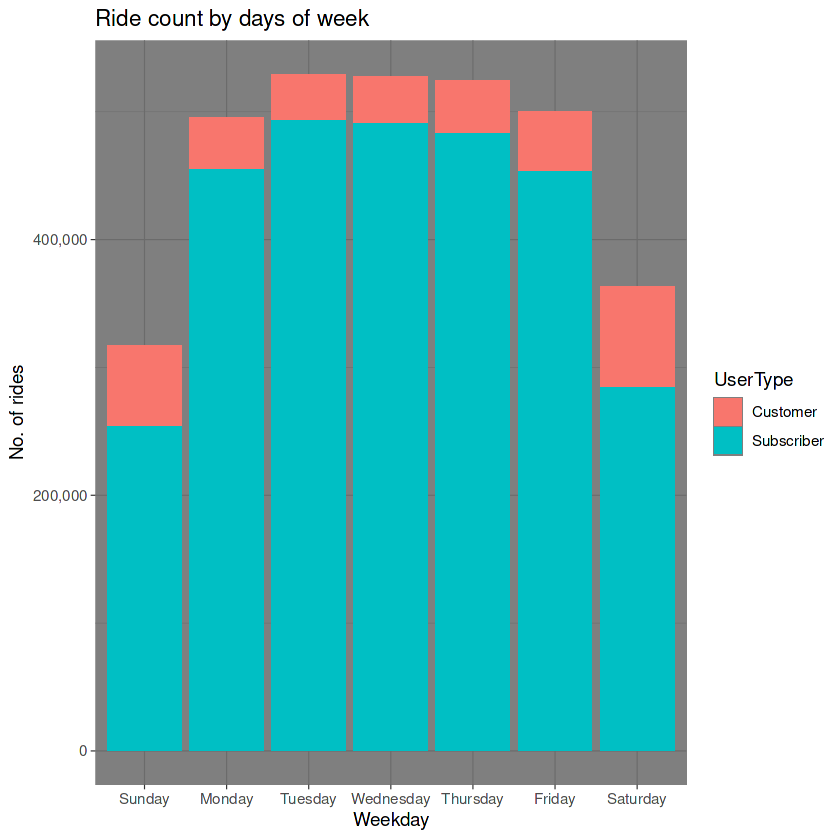 Ride count by days of week
No. of rides
400,000
200,000
0
Sunday Monday Tuesday Wednesday Thursday Friday Saturday
Weekday
UserType
Customer
Subscriber